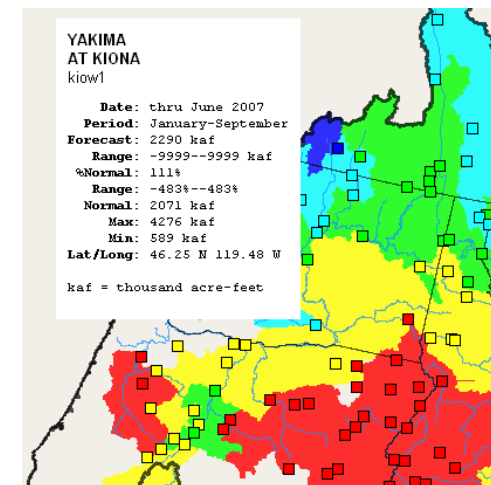 YAKIMA
AT KIONA
kiow1
Date: thru June 2007
Period: January-September
Forecast: 2290 kaf
Range: -9999--9999 kaf
%Normal: 111%
Range: -483%--483%
Normal: 2071 kaf
Max: 4276 kaf
Min: 589 kaf
Lat/Long: 46.25 N 119.48 W
kaf = thousand acre-feet